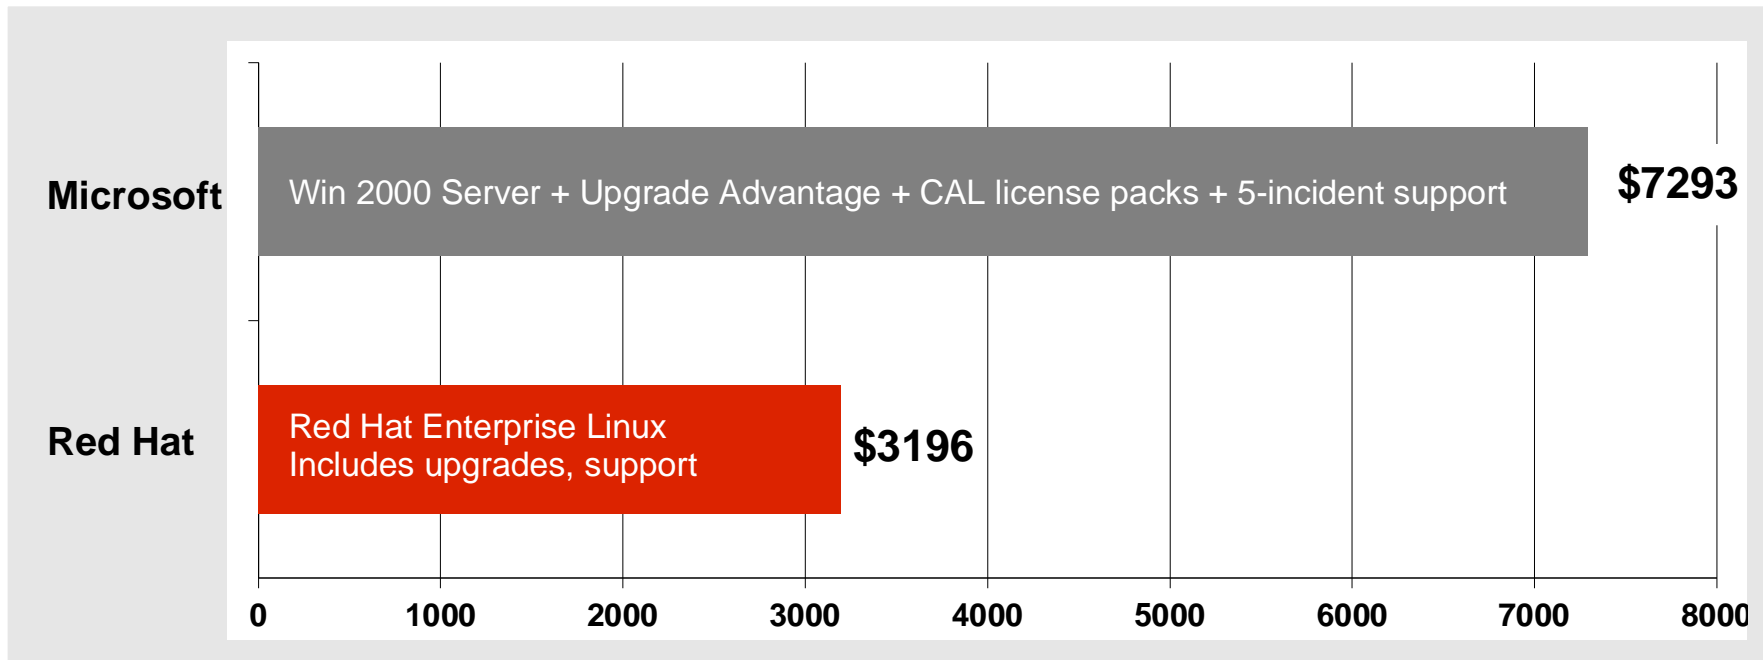 Microsoft
Win 2000 Server + Upgrade Advantage + CAL license packs + 5-incident support
$7293
Red Hat
Red Hat Enterprise Linux
Includes upgrades, support
$3196
0 1000 2000 3000 4000 5000 6000 7000 8000